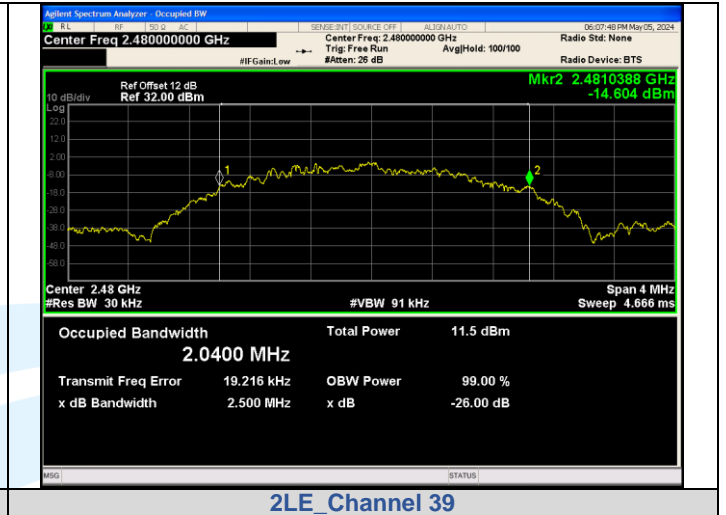 Agilent Spectrum Analyzer - Occupied BW
RL RF 50 Ω AC SENSE:INT SOURCE OFF ALIGN AUTO 06:07:48 PM May 05, 2024
Center Freq 2.480000000 GHz Center Freq: 2.480000000 GHz Radio Std: None
Trig: Free Run Avg|Hold: 100/100
#IFGain:Low #Atten: 26 dB Radio Device: BTS
Mkr2 2.4810388 GHz
Ref Offset 12 dB
10 dB/div Ref 32.00 dBm -14.604 dBm
Log
22.0
12.0
2.00
-8.00
1
2
-18.0
-28.0
-38.0
-48.0
-58.0
Center 2.48 GHz Span 4 MHz
#Res BW 30 kHz #VBW 91 kHz Sweep 4.666 ms
Occupied Bandwidth Total Power 11.5 dBm
2.0400 MHz
Transmit Freq Error 19.216 kHz OBW Power 99.00 %
x dB Bandwidth 2.500 MHz x dB -26.00 dB
MSG STATUS
2LE_Channel 39